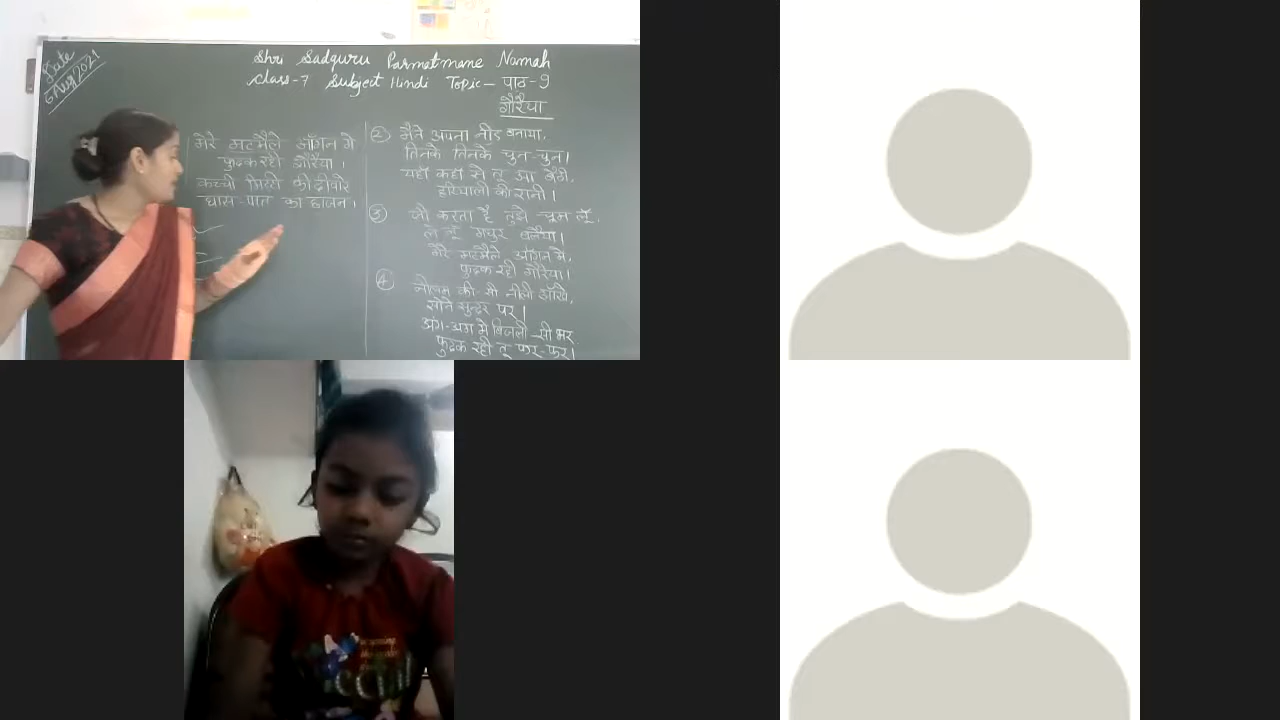 Date
6 Aug 2021
Shri Sadguru Parmatmane Namah
Class-7 Subject Hindi Topic - पाठ-9
गौरैया
मेरे मटमैले आँगन में
फुदक रही गौरैया।
कच्ची मिट्टी की दीवारें
घास-पात का छाजन।
② मैने अपना नीड़ बनाया,
तिनके तिनके चुन-चुन।
यहाँ कहाँ से तू आ बैठी,
हरियाली की रानी।
③ जी करता है तुझे चूम लूँ,
ले लूँ मधुर बलैया।
मेरे मटमैले आँगन में,
फुदक रही गौरैया।
④ नीलम की-सी नीली आँखें,
सोने सुन्दर पर।
अंग-अंग में बिजली-सी भर
फुदक रही तू फर-फर।